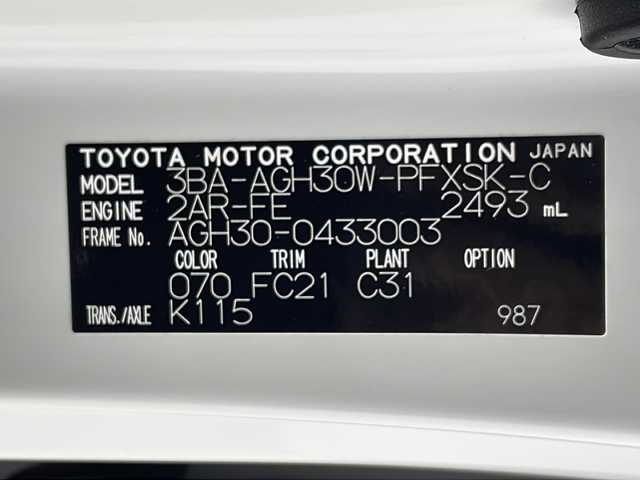 TOYOTA MOTOR CORPORATION JAPAN
MODEL 3BA-AGH30W-PFXSK-C
ENGINE 2AR-FE 2493 mL
FRAME No. AGH30-0433003
COLOR TRIM PLANT OPTION
070 FC21 C31
TRANS./AXLE K115 987